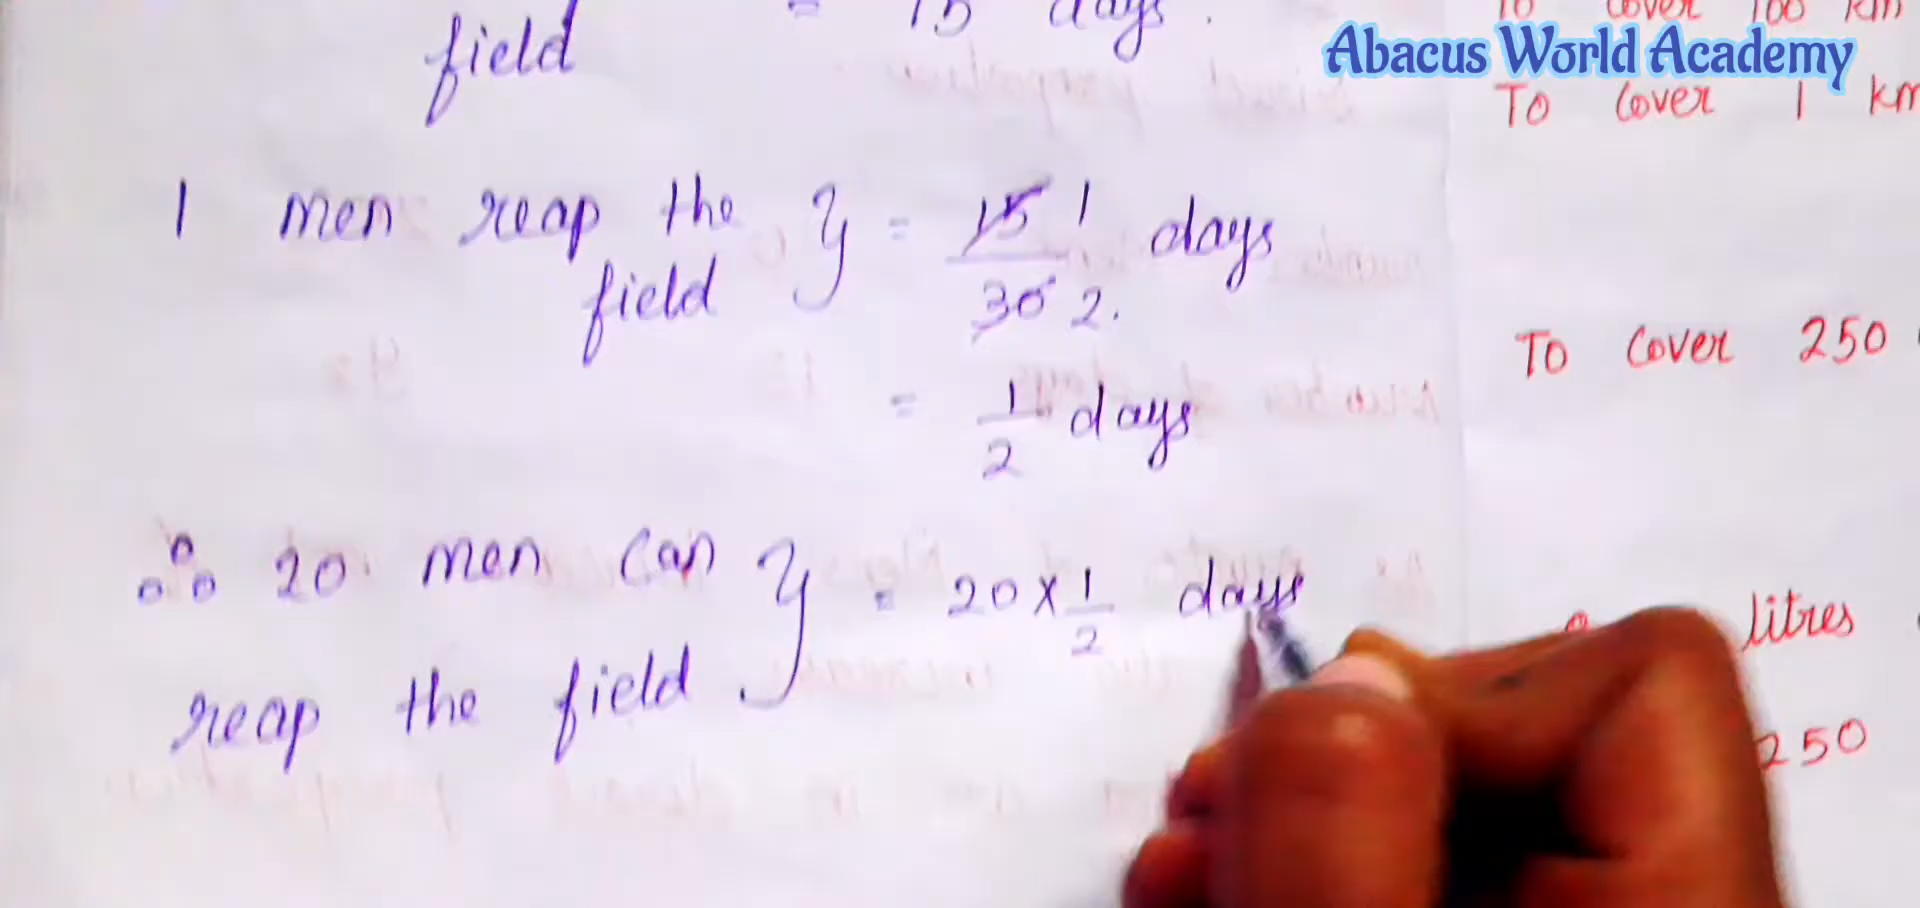 = 15 days.
field
1 men reap the } = 15 1 days
field 30 2.
= 1/2 days
∴ 20 men can } = 20 × 1/2 days
reap the field
To cover 100 km
Abacus World Academy
To cover 1 km
To cover 250
litres
250